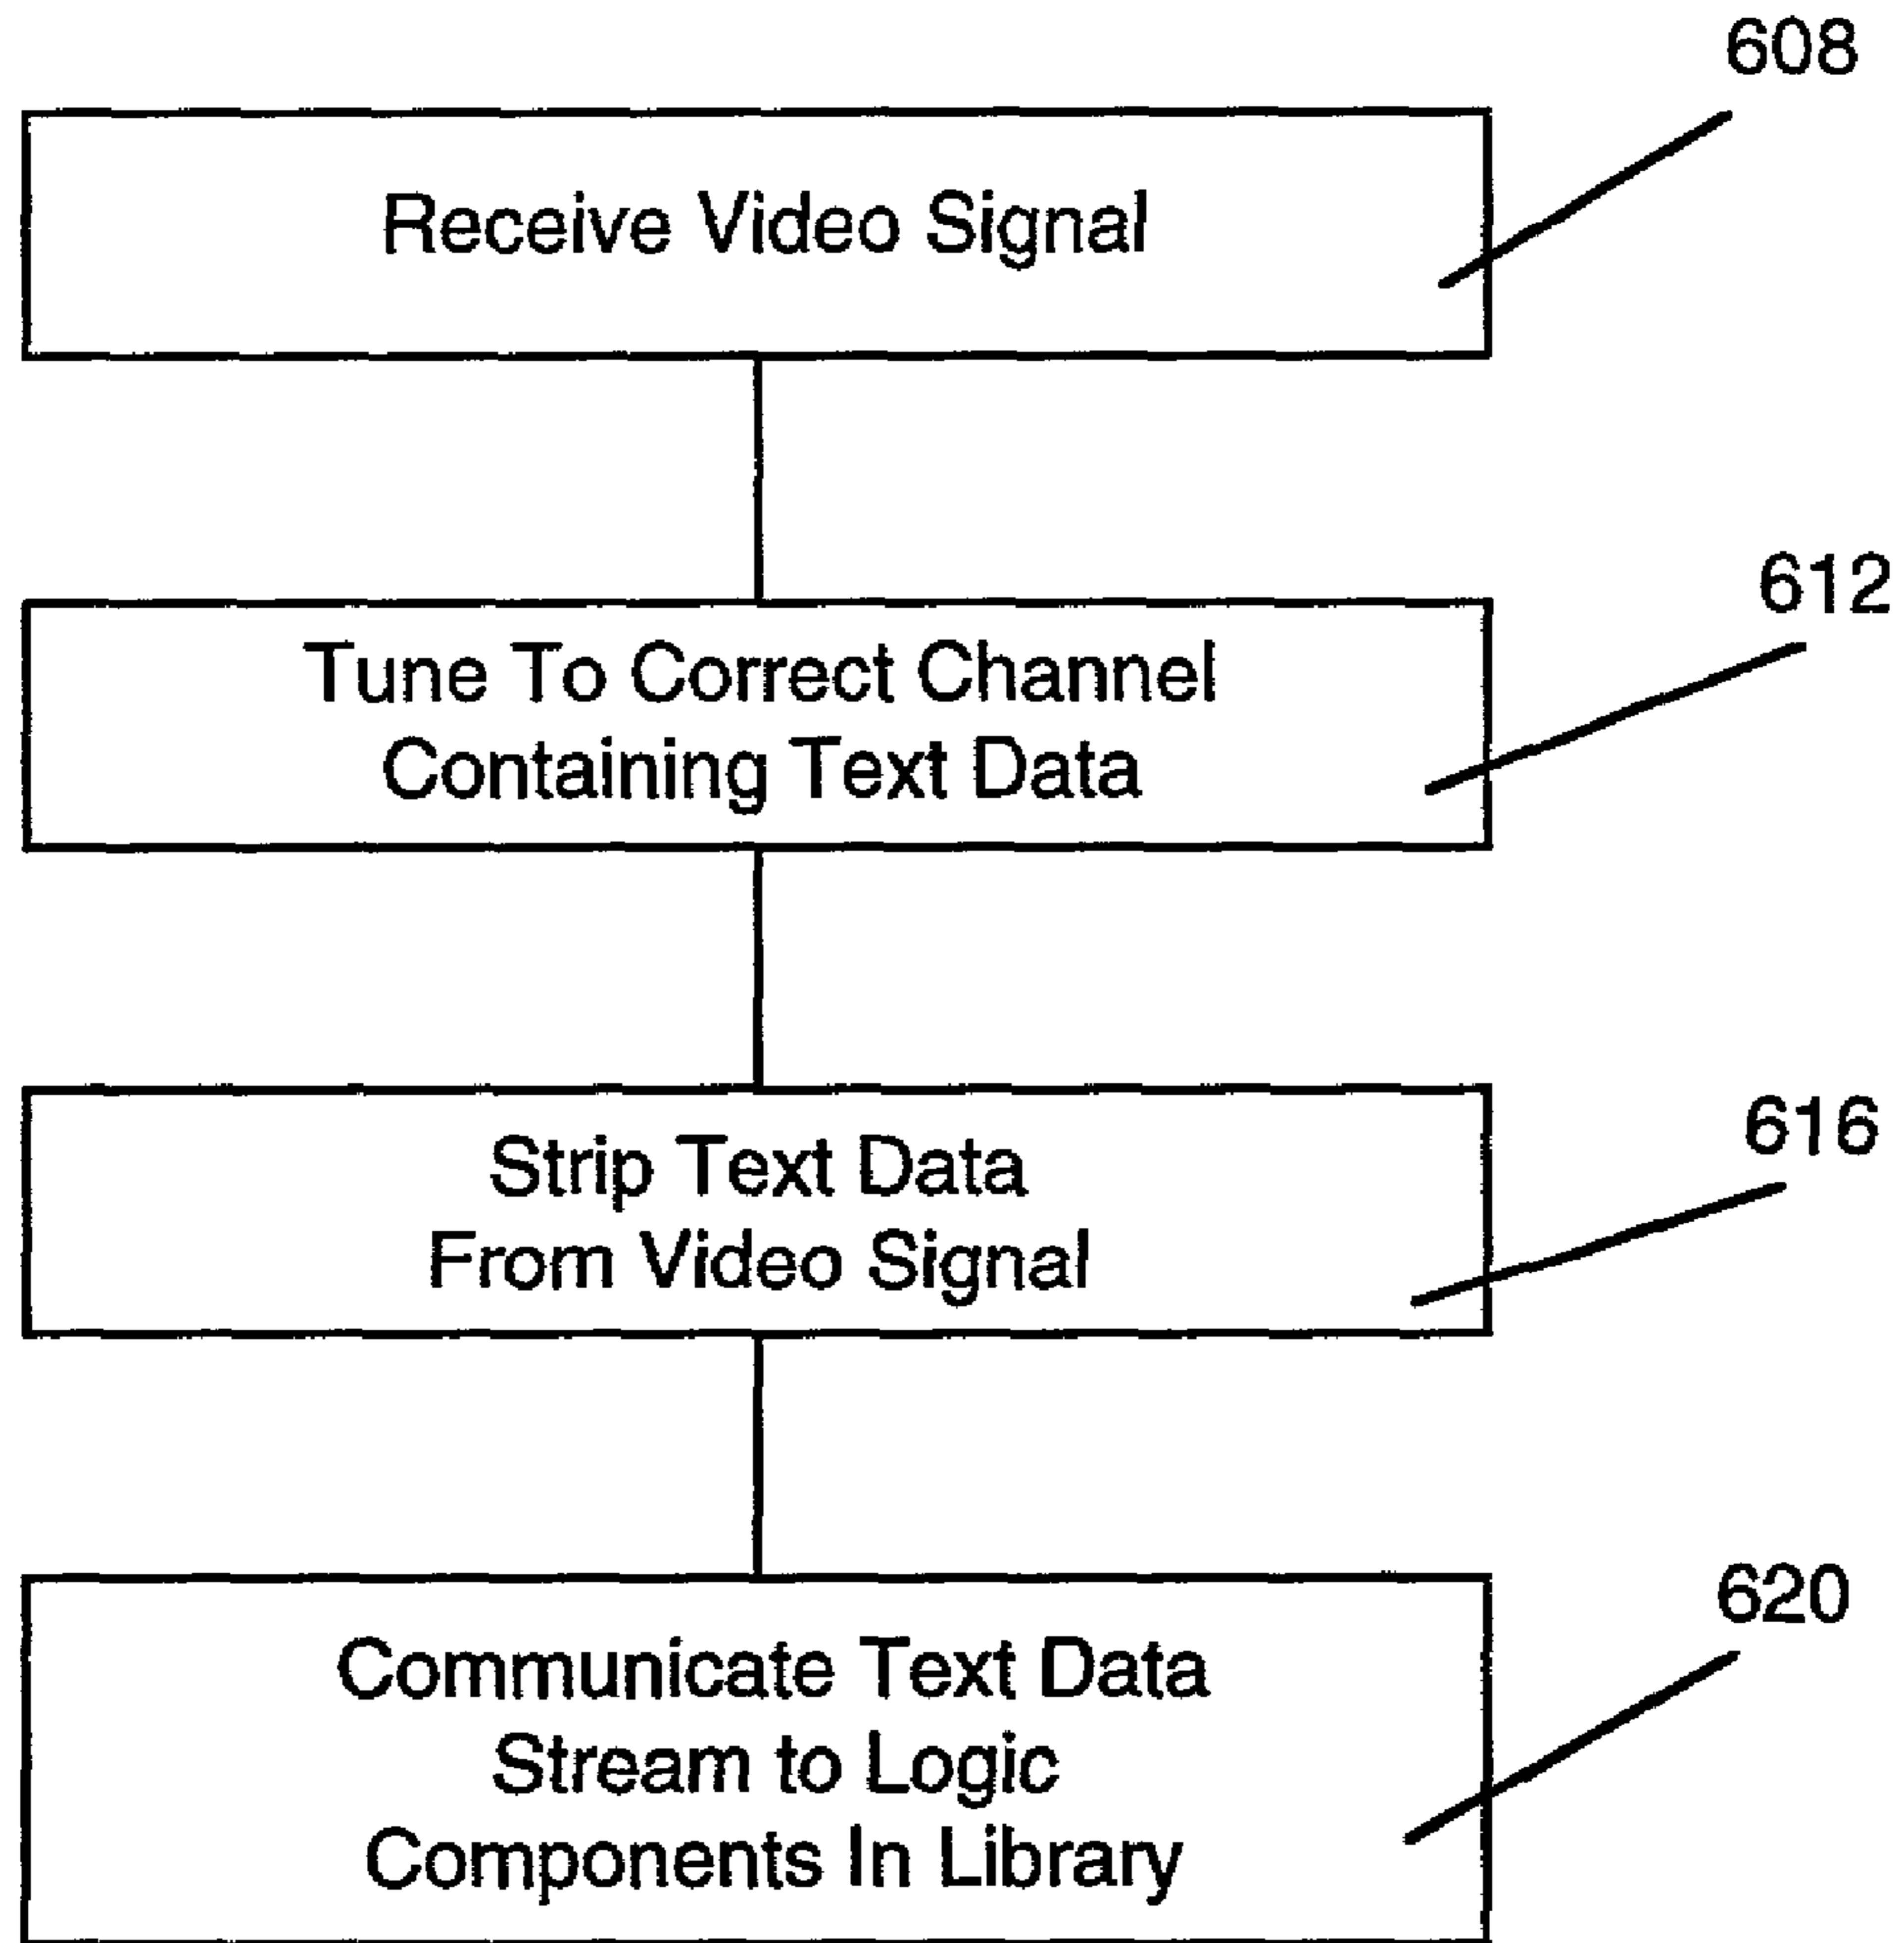 608
Receive Video Signal
612
Tune To Correct Channel
Containing Text Data
616
Strip Text Data
From Video Signal
620
Communicate Text Data
Stream to Logic
Components In Library